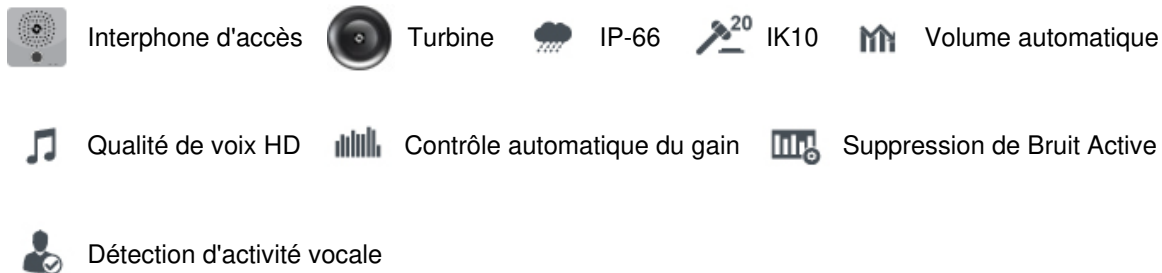 Interphone d'accès Turbine IP-66 20 IK10 Volume automatique
Qualité de voix HD Contrôle automatique du gain Suppression de Bruit Active
Détection d'activité vocale